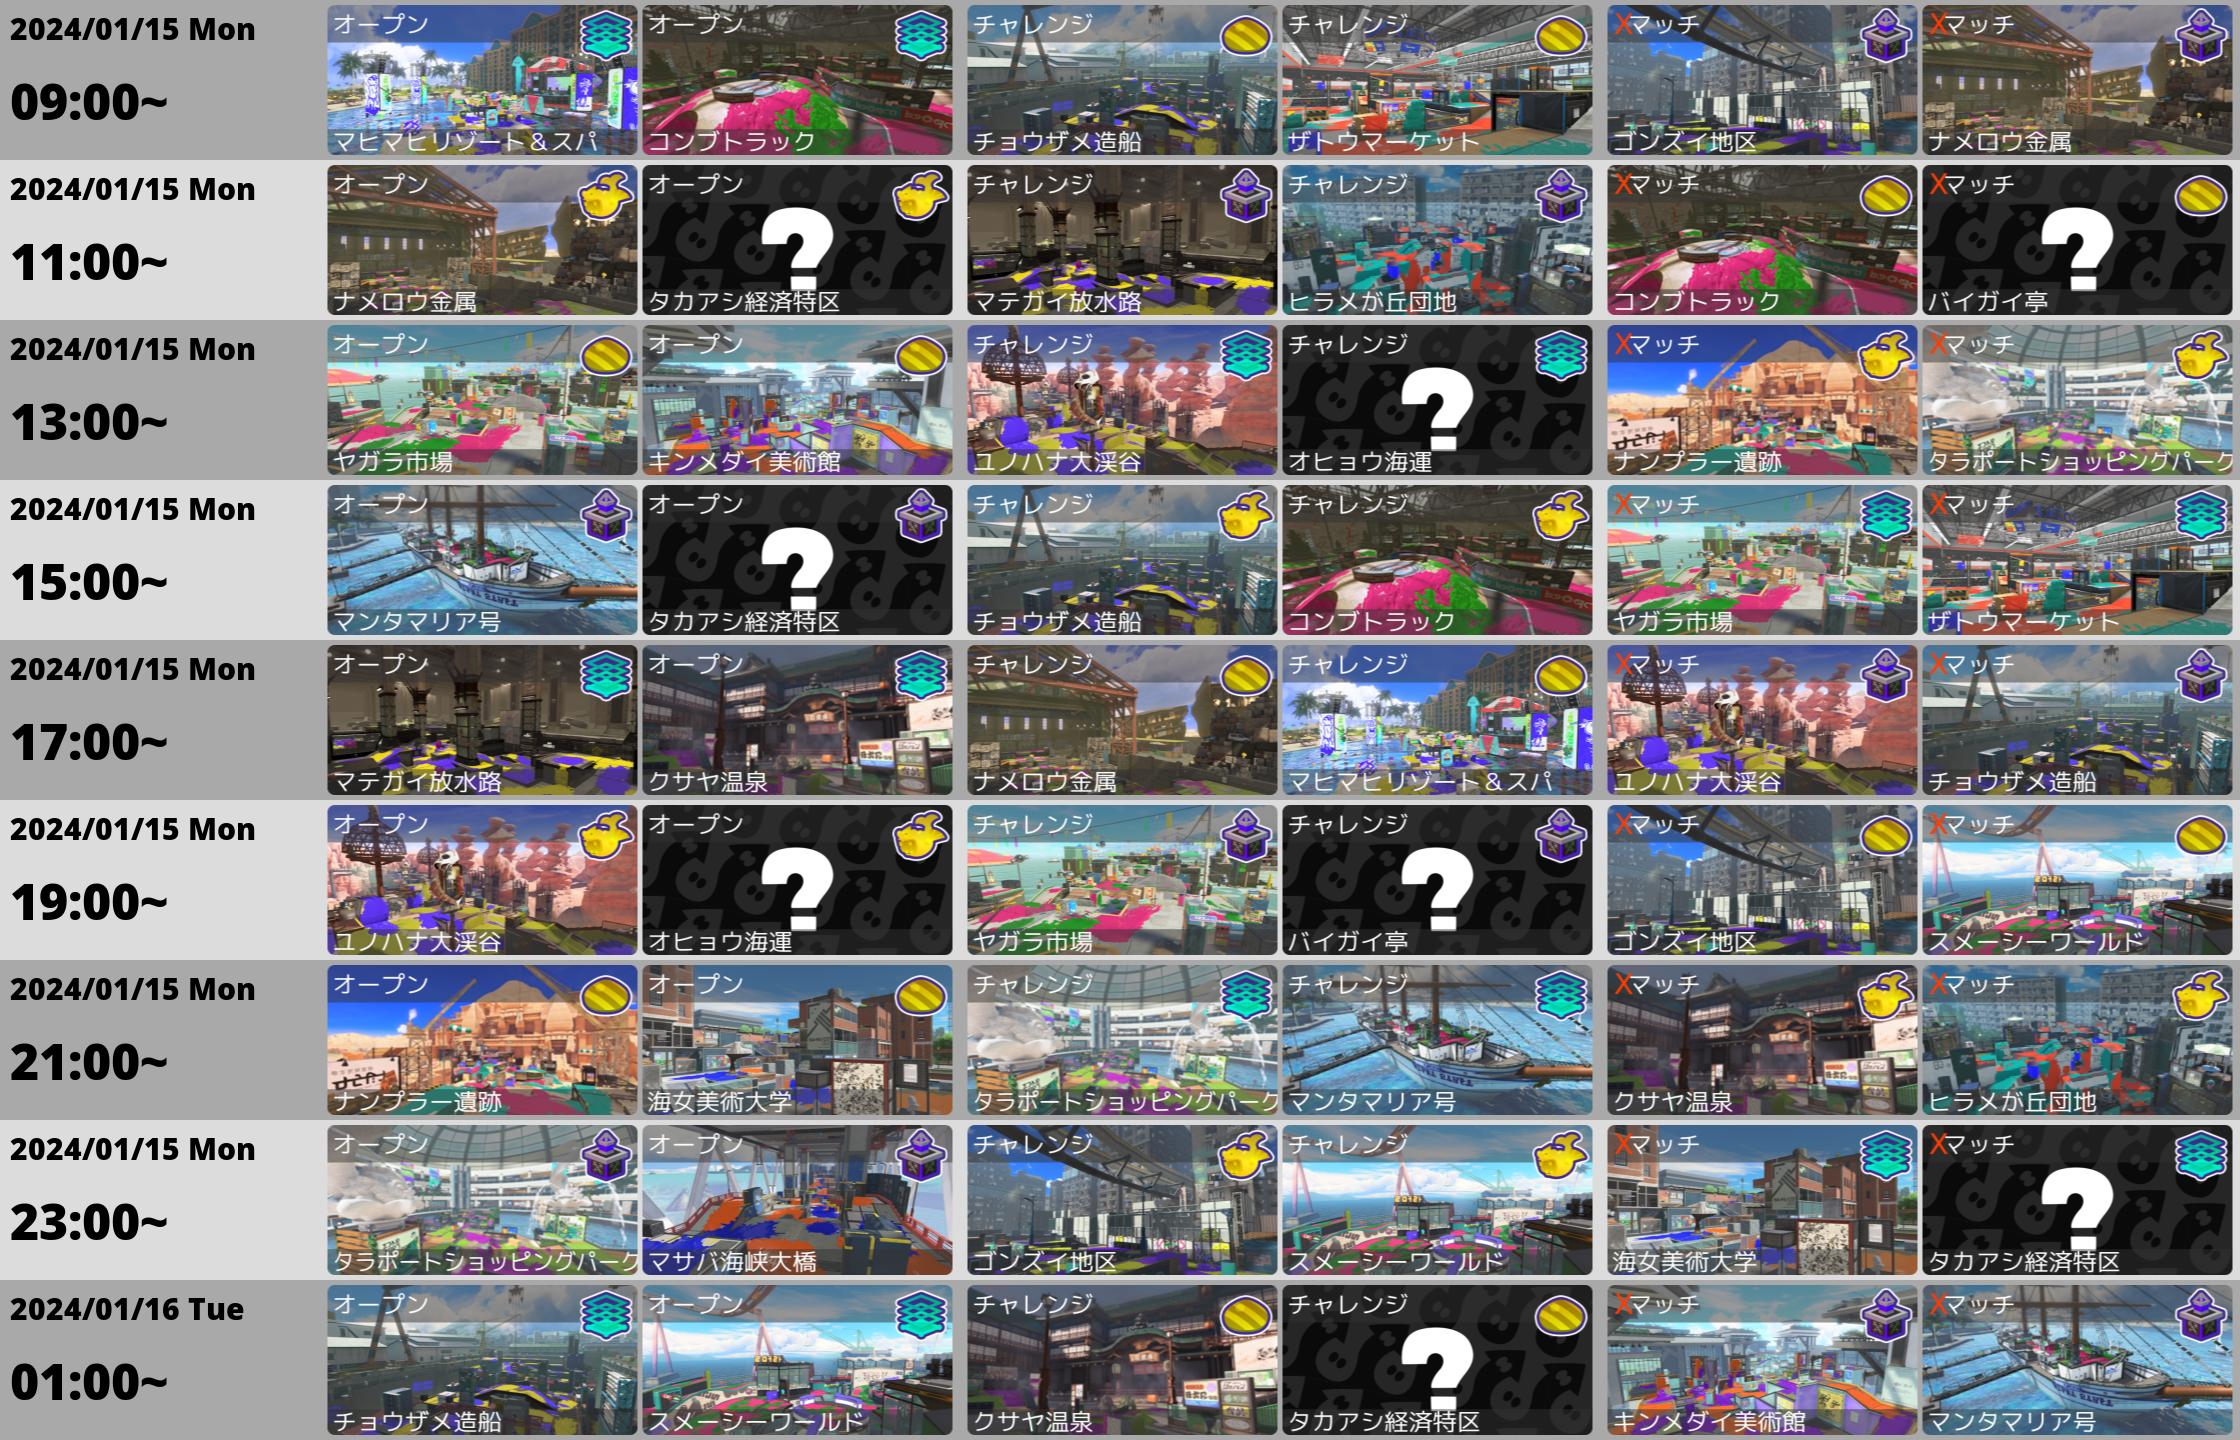 2024/01/15 Mon
09:00~
オープン
マヒマヒリゾート＆スパ
オープン
コンブトラック
チャレンジ
チョウザメ造船
チャレンジ
ザトウマーケット
Xマッチ
ゴンズイ地区
Xマッチ
ナメロウ金属
2024/01/15 Mon
11:00~
オープン
ナメロウ金属
オープン
?
タカアシ経済特区
チャレンジ
マテガイ放水路
チャレンジ
ヒラメが丘団地
Xマッチ
コンブトラック
Xマッチ
?
バイガイ亭
2024/01/15 Mon
13:00~
オープン
ヤガラ市場
オープン
キンメダイ美術館
チャレンジ
ユノハナ大渓谷
チャレンジ
?
オヒョウ海運
Xマッチ
ナンプラー遺跡
Xマッチ
タラポートショッピングパーク
2024/01/15 Mon
15:00~
オープン
マンタマリア号
オープン
?
タカアシ経済特区
チャレンジ
チョウザメ造船
チャレンジ
コンブトラック
Xマッチ
ヤガラ市場
Xマッチ
ザトウマーケット
2024/01/15 Mon
17:00~
オープン
マテガイ放水路
オープン
クサヤ温泉
チャレンジ
ナメロウ金属
チャレンジ
マヒマヒリゾート＆スパ
Xマッチ
ユノハナ大渓谷
Xマッチ
チョウザメ造船
2024/01/15 Mon
19:00~
オープン
ユノハナ大渓谷
オープン
?
オヒョウ海運
チャレンジ
ヤガラ市場
チャレンジ
?
バイガイ亭
Xマッチ
ゴンズイ地区
Xマッチ
スメーシーワールド
2024/01/15 Mon
21:00~
オープン
ナンプラー遺跡
オープン
海女美術大学
チャレンジ
タラポートショッピングパーク
チャレンジ
マンタマリア号
Xマッチ
クサヤ温泉
Xマッチ
ヒラメが丘団地
2024/01/15 Mon
23:00~
オープン
タラポートショッピングパーク
オープン
マサバ海峡大橋
チャレンジ
ゴンズイ地区
チャレンジ
スメーシーワールド
Xマッチ
海女美術大学
Xマッチ
?
タカアシ経済特区
2024/01/16 Tue
01:00~
オープン
チョウザメ造船
オープン
スメーシーワールド
チャレンジ
クサヤ温泉
チャレンジ
?
タカアシ経済特区
Xマッチ
キンメダイ美術館
Xマッチ
マンタマリア号